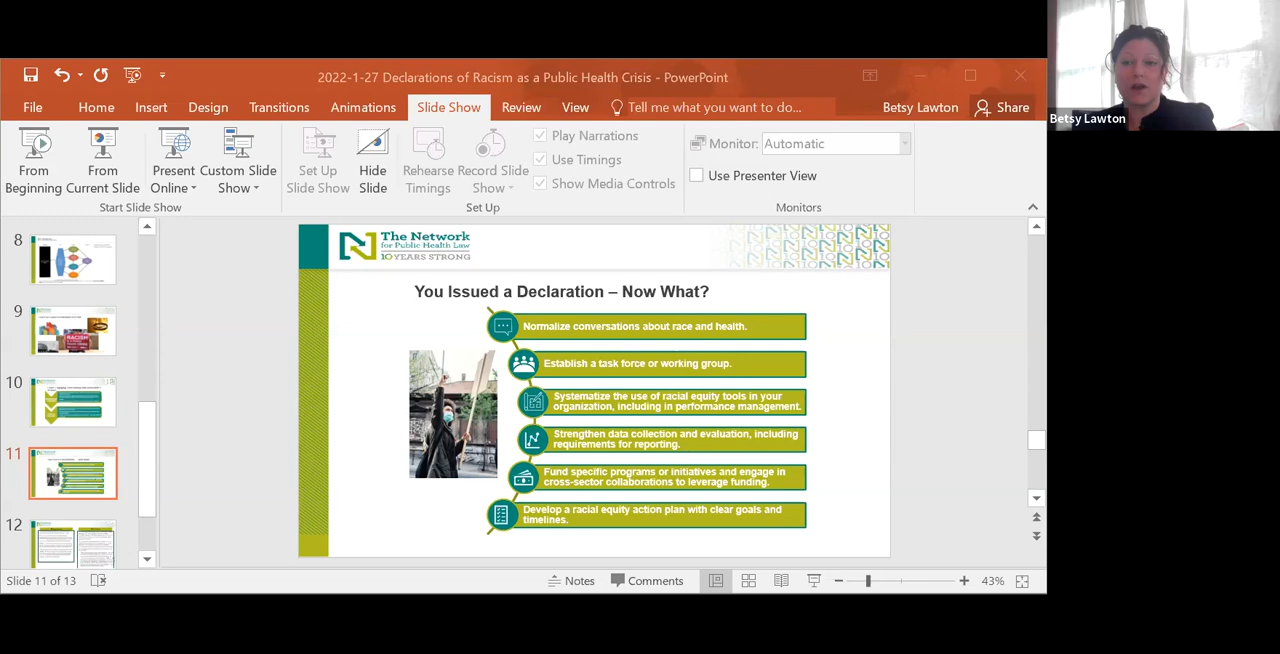 2022-1-27 Declarations of Racism as a Public Health Crisis - PowerPoint
File Home Insert Design Transitions Animations Slide Show Review View Tell me what you want to do... Betsy Lawton Share
From Beginning
From Current Slide
Present Online
Custom Slide Show
Start Slide Show
Set Up Slide Show
Hide Slide
Rehearse Timings
Record Slide Show
Play Narrations
Use Timings
Show Media Controls
Set Up
Monitor: Automatic
Use Presenter View
Monitors
Betsy Lawton
8
9
RACISM
10
11
12
The Network
for Public Health Law
10 YEARS STRONG
You Issued a Declaration – Now What?
Normalize conversations about race and health.
Establish a task force or working group.
Systematize the use of racial equity tools in your
organization, including in performance management.
Strengthen data collection and evaluation, including
requirements for reporting.
Fund specific programs or initiatives and engage in
cross-sector collaborations to leverage funding.
Develop a racial equity action plan with clear goals and
timelines.
Slide 11 of 13 Notes Comments 43%